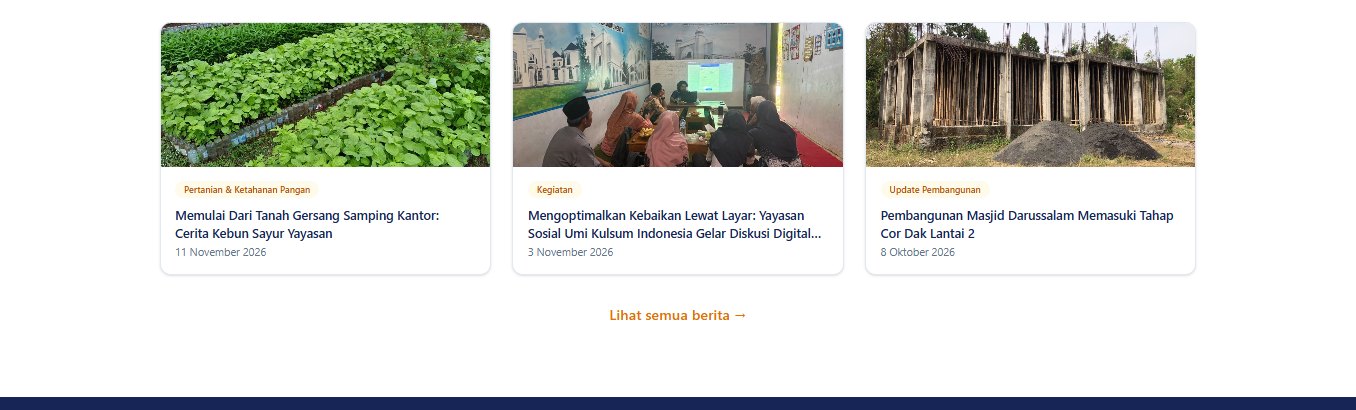 Pertanian & Ketahanan Pangan
Memulai Dari Tanah Gersang Samping Kantor:
Cerita Kebun Sayur Yayasan
11 November 2026
Kegiatan
Mengoptimalkan Kebaikan Lewat Layar: Yayasan
Sosial Umi Kulsum Indonesia Gelar Diskusi Digital...
3 November 2026
Update Pembangunan
Pembangunan Masjid Darussalam Memasuki Tahap
Cor Dak Lantai 2
8 Oktober 2026
Lihat semua berita →